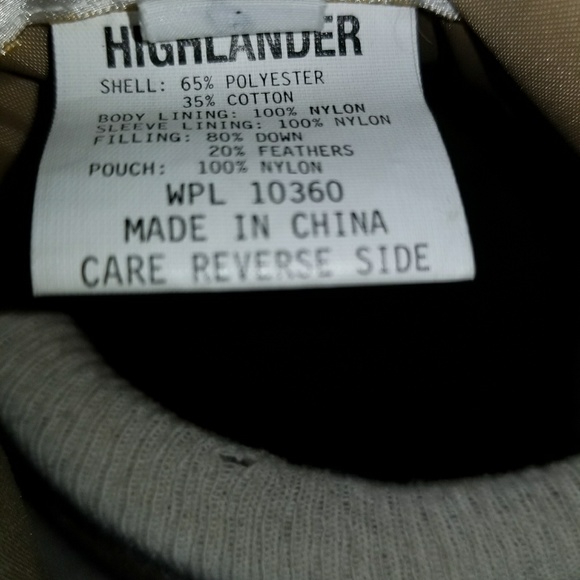 HIGHLANDER
SHELL: 65% POLYESTER
35% COTTON
BODY LINING: 100% NYLON
SLEEVE LINING: 100% NYLON
FILLING: 80% DOWN
20% FEATHERS
POUCH: 100% NYLON
WPL 10360
MADE IN CHINA
CARE REVERSE SIDE